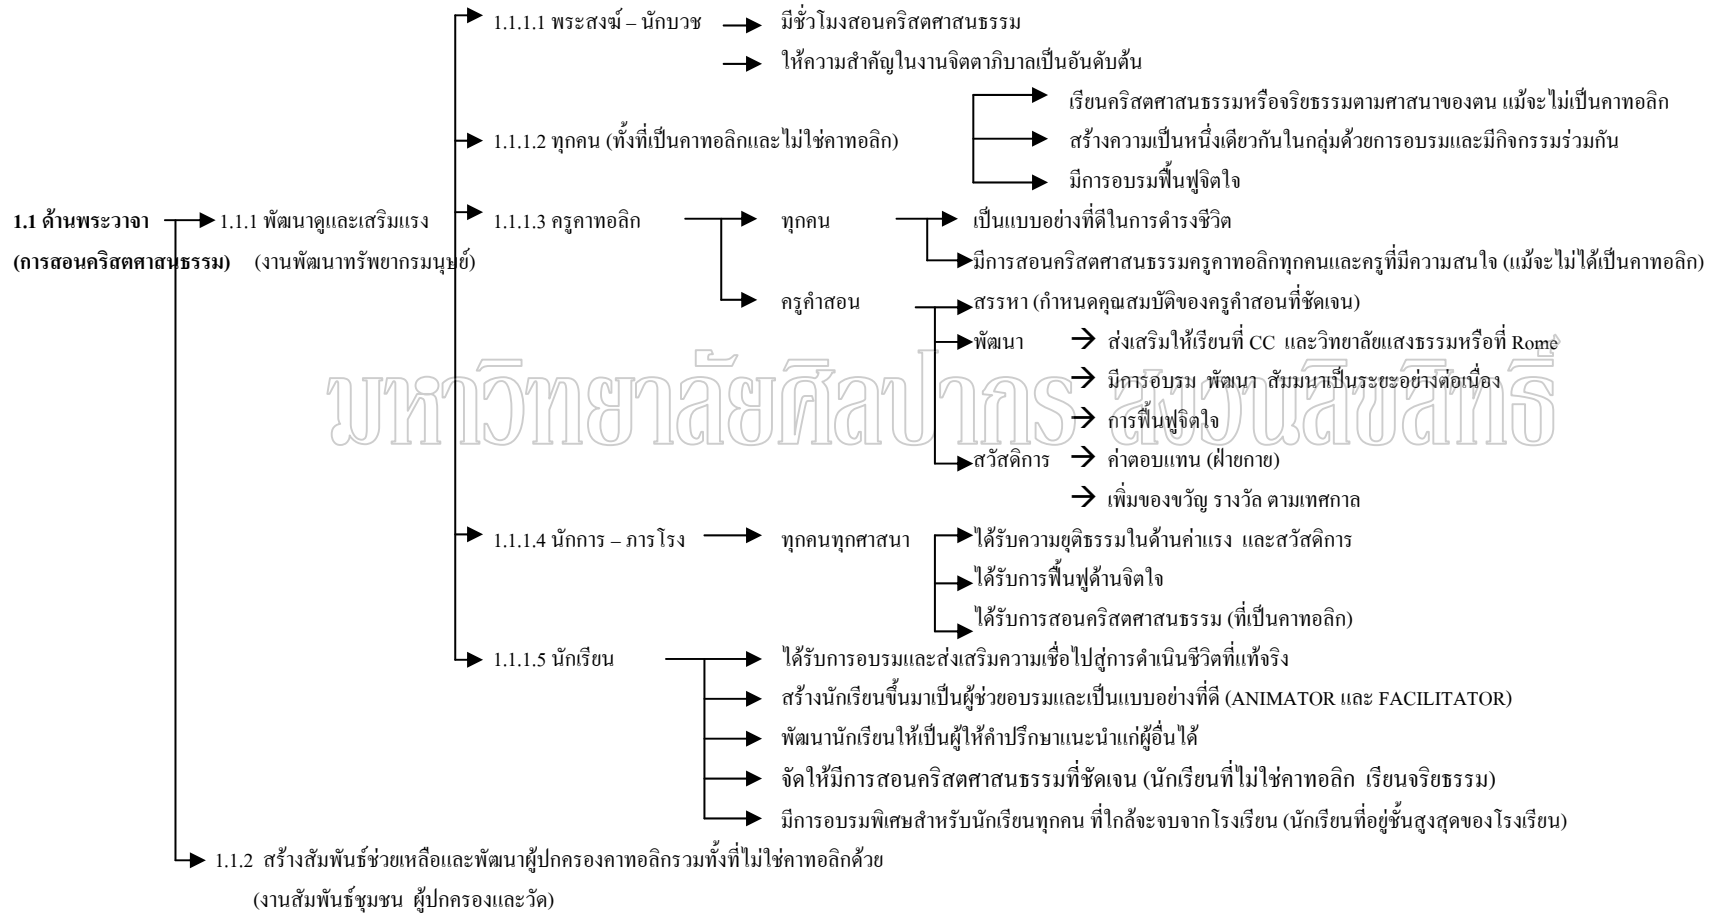 1.1.1.1 พระสงฆ์ – นักบวช มีชั่วโมงสอนคริสตศาสนธรรม
ให้ความสำคัญในงานจิตตาภิบาลเป็นอันดับต้น
เรียนคริสตศาสนธรรมหรือจริยธรรมตามศาสนาของตน แม้จะไม่เป็นคาทอลิก
1.1.1.2 ทุกคน (ทั้งที่เป็นคาทอลิกและไม่ใช่คาทอลิก) สร้างความเป็นหนึ่งเดียวกันในกลุ่มด้วยการอบรมและมีกิจกรรมร่วมกัน
มีการอบรมฟื้นฟูจิตใจ
1.1 ด้านพระวาจา 1.1.1 พัฒนาดูและเสริมแรง 1.1.1.3 ครูคาทอลิก ทุกคน เป็นแบบอย่างที่ดีในการดำรงชีวิต
(การสอนคริสตศาสนธรรม) (งานพัฒนาทรัพยากรมนุษย์) มีการสอนคริสตศาสนธรรมครูคาทอลิกทุกคนและครูที่มีความสนใจ (แม้จะไม่ได้เป็นคาทอลิก)
ครูคำสอน สรรหา (กำหนดคุณสมบัติของครูคำสอนที่ชัดเจน)
พัฒนา → ส่งเสริมให้เรียนที่ CC และวิทยาลัยแสงธรรมหรือที่ Rome
→ มีการอบรม พัฒนา สัมมนาเป็นระยะอย่างต่อเนื่อง
มหาวิทยาลัยศิลปากร สงวนลิขสิทธิ์
→ การฟื้นฟูจิตใจ
สวัสดิการ → ค่าตอบแทน (ฝ่ายกาย)
→ เพิ่มของขวัญ รางวัล ตามเทศกาล
1.1.1.4 นักการ – ภารโรง ทุกคนทุกศาสนา ได้รับความยุติธรรมในด้านค่าแรง และสวัสดิการ
ได้รับการฟื้นฟูด้านจิตใจ
ได้รับการสอนคริสตศาสนธรรม (ที่เป็นคาทอลิก)
1.1.1.5 นักเรียน ได้รับการอบรมและส่งเสริมความเชื่อไปสู่การดำเนินชีวิตที่แท้จริง
สร้างนักเรียนขึ้นมาเป็นผู้ช่วยอบรมและเป็นแบบอย่างที่ดี (ANIMATOR และ FACILITATOR)
พัฒนานักเรียนให้เป็นผู้ให้คำปรึกษาแนะนำแก่ผู้อื่นได้
จัดให้มีการสอนคริสตศาสนธรรมที่ชัดเจน (นักเรียนที่ไม่ใช่คาทอลิก เรียนจริยธรรม)
มีการอบรมพิเศษสำหรับนักเรียนทุกคน ที่ใกล้จะจบจากโรงเรียน (นักเรียนที่อยู่ชั้นสูงสุดของโรงเรียน)
1.1.2 สร้างสัมพันธ์ช่วยเหลือและพัฒนาผู้ปกครองคาทอลิกรวมทั้งที่ไม่ใช่คาทอลิกด้วย
(งานสัมพันธ์ชุมชน ผู้ปกครองและวัด)